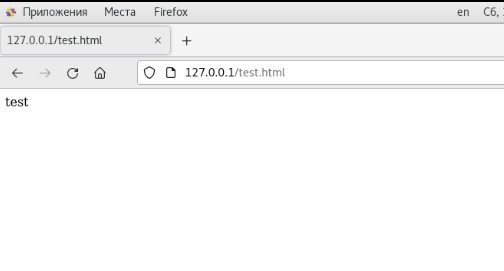 Приложения Места Firefox en Сб,
127.0.0.1/test.html
127.0.0.1/test.html
test